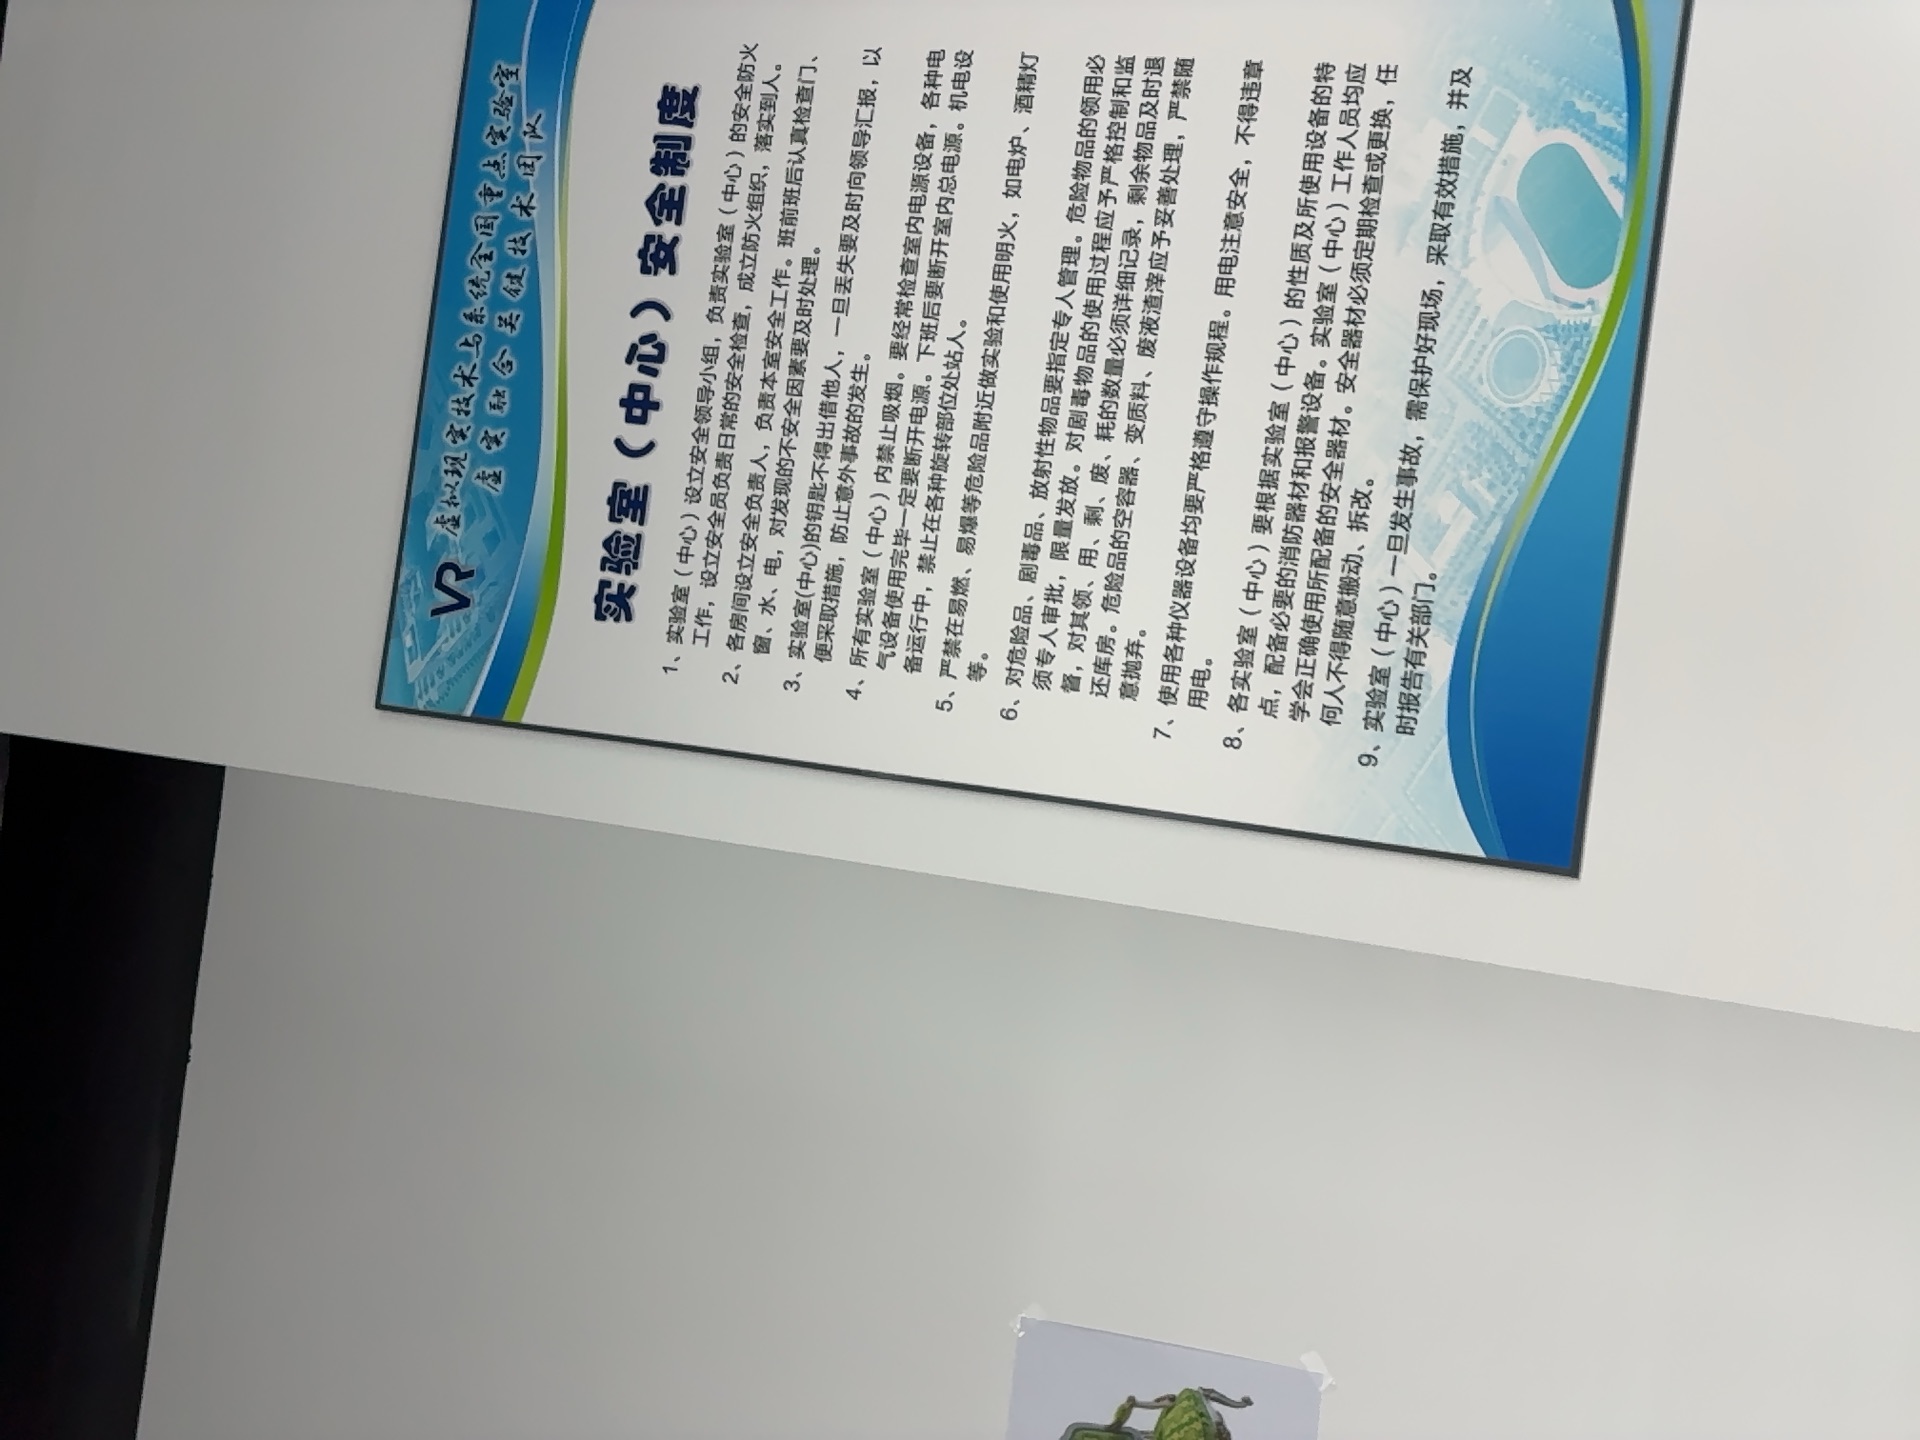 VR 虚拟现实技术与系统全国重点实验室
虚实融合关键技术团队
实验室（中心）安全制度
1、实验室（中心）设立安全领导小组，负责实验室（中心）的安全防火
工作，设立安全员负责日常的安全检查，成立防火组织，落实到人。
2、各房间设立安全负责人，负责本室安全工作。班前班后认真检查门、
窗、水、电，对发现的不安全因素要及时处理。
3、实验室(中心)的钥匙不得出借他人，一旦丢失要及时向领导汇报，以
便采取措施，防止意外事故的发生。
4、所有实验室（中心）内禁止吸烟。要经常检查室内电源设备，各种电
气设备使用完毕一定要断开电源。下班后要断开室内总电源。机电设
备运行中，禁止在各种旋转部位处站人。
5、严禁在易燃、易爆等危险品附近做实验和使用明火，如电炉、酒精灯
等。
6、对危险品、剧毒品、放射性物品要指定专人管理。危险物品的领用必
须专人审批，限量发放。对剧毒物品的使用过程应予严格控制和监
督，对其领、用、剩、废、耗的数量必须详细记录，剩余物品及时退
还库房。危险品的空容器、变质料、废液渣滓应予妥善处理，严禁随
意抛弃。
7、使用各种仪器设备均要严格遵守操作规程。用电注意安全，不得违章
用电。
8、各实验室（中心）要根据实验室（中心）的性质及所使用设备的特
点，配备必要的消防器材和报警设备。实验室（中心）工作人员均应
学会正确使用所配备的安全器材。安全器材必须定期检查或更换，任
何人不得随意搬动、拆改。
9、实验室（中心）一旦发生事故，需保护好现场，采取有效措施，并及
时报告有关部门。